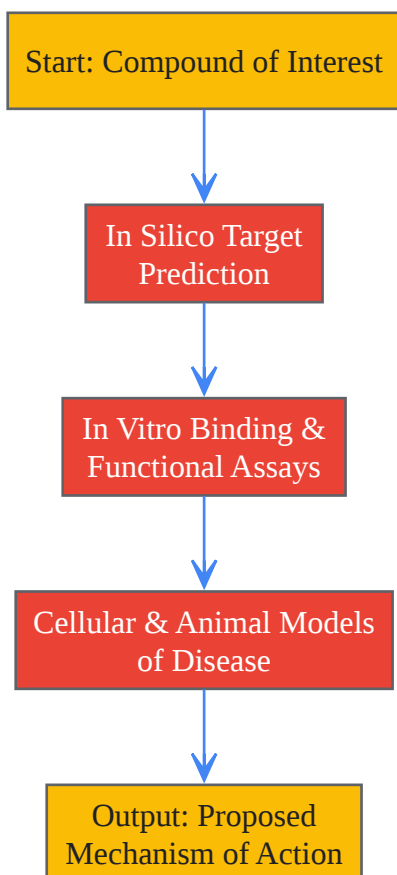 Start: Compound of Interest
In Silico Target
Prediction
In Vitro Binding &
Functional Assays
Cellular & Animal Models
of Disease
Output: Proposed
Mechanism of Action